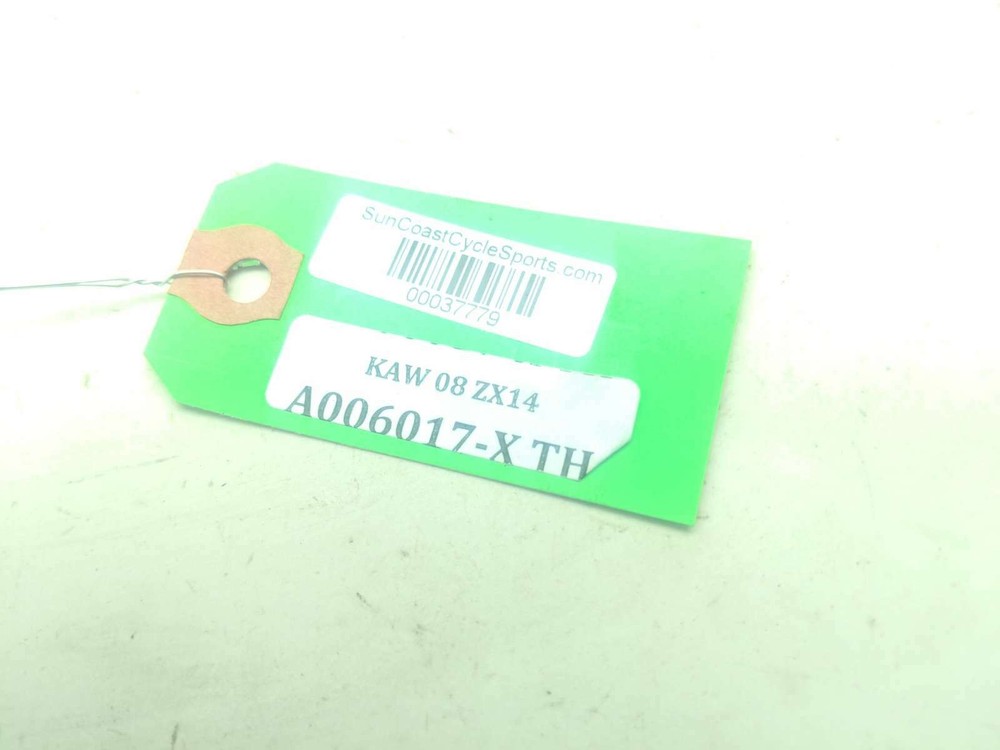 SunCoastCycleSports.com
00037779
KAW 08 ZX14
A006017-X TH